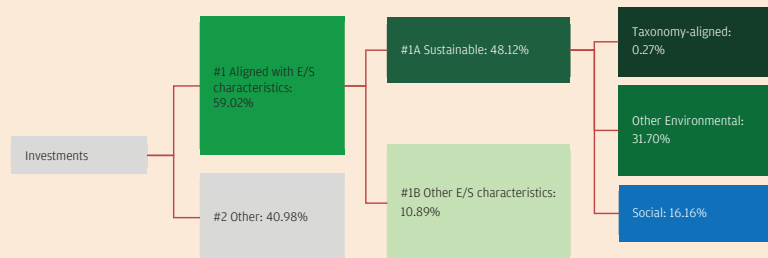 Investments
#1 Aligned with E/S
characteristics:
59.02%
#2 Other: 40.98%
#1A Sustainable: 48.12%
#1B Other E/S characteristics:
10.89%
Taxonomy-aligned:
0.27%
Other Environmental:
31.70%
Social: 16.16%